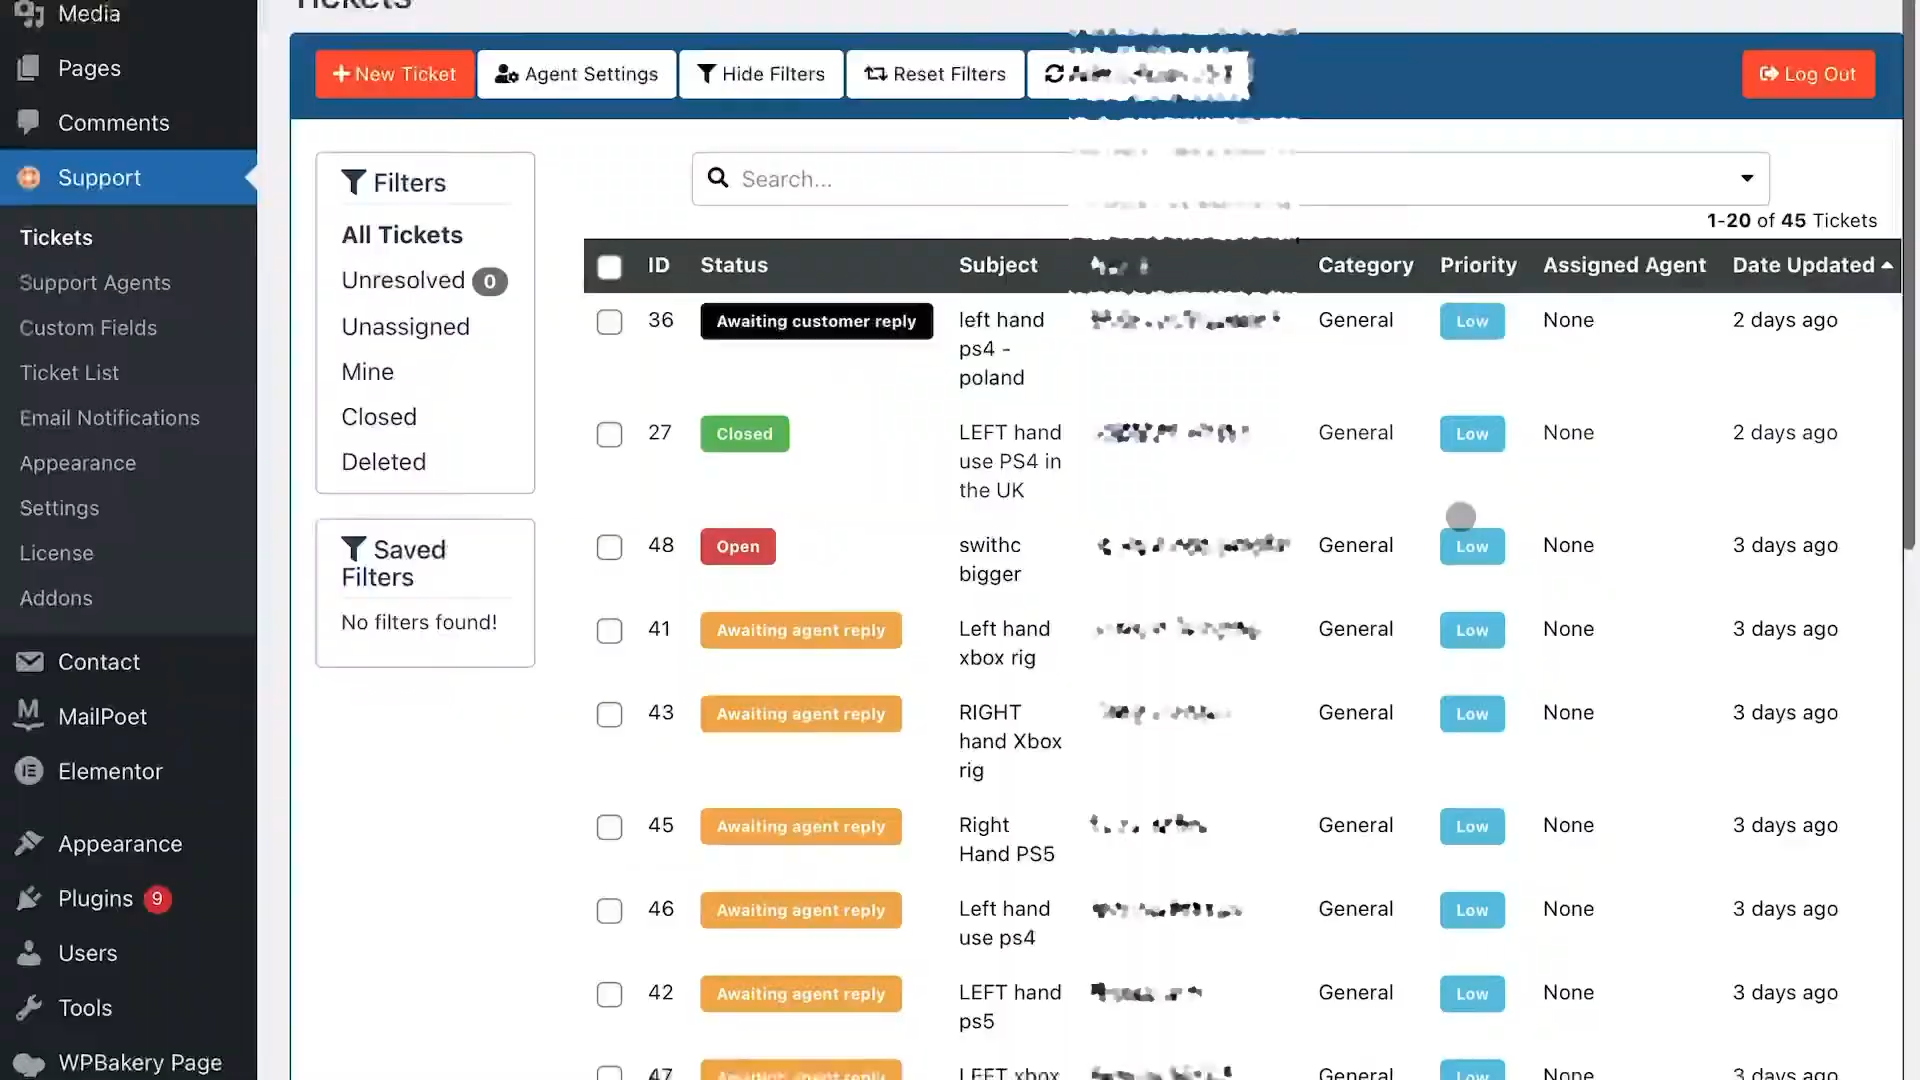 Tickets
Media
Pages
Comments
Support
Tickets
Support Agents
Custom Fields
Ticket List
Email Notifications
Appearance
Settings
License
Addons
Contact
MailPoet
Elementor
Appearance
Plugins 9
Users
Tools
WPBakery Page
+ New Ticket
Agent Settings
Hide Filters
Reset Filters
Log Out
Filters
All Tickets
Unresolved 0
Unassigned
Mine
Closed
Deleted
Saved
Filters
No filters found!
Search...
1-20 of 45 Tickets
ID Status Subject Category Priority Assigned Agent Date Updated
36 Awaiting customer reply left hand General Low None 2 days ago
ps4 -
poland
27 Closed LEFT hand General Low None 2 days ago
use PS4 in
the UK
48 Open swithc General Low None 3 days ago
bigger
41 Awaiting agent reply Left hand General Low None 3 days ago
xbox rig
43 Awaiting agent reply RIGHT General Low None 3 days ago
hand Xbox
rig
45 Awaiting agent reply Right General Low None 3 days ago
Hand PS5
46 Awaiting agent reply Left hand General Low None 3 days ago
use ps4
42 Awaiting agent reply LEFT hand General Low None 3 days ago
ps5
47 Awaiting agent reply LEFT xbox General Low None 3 days ago